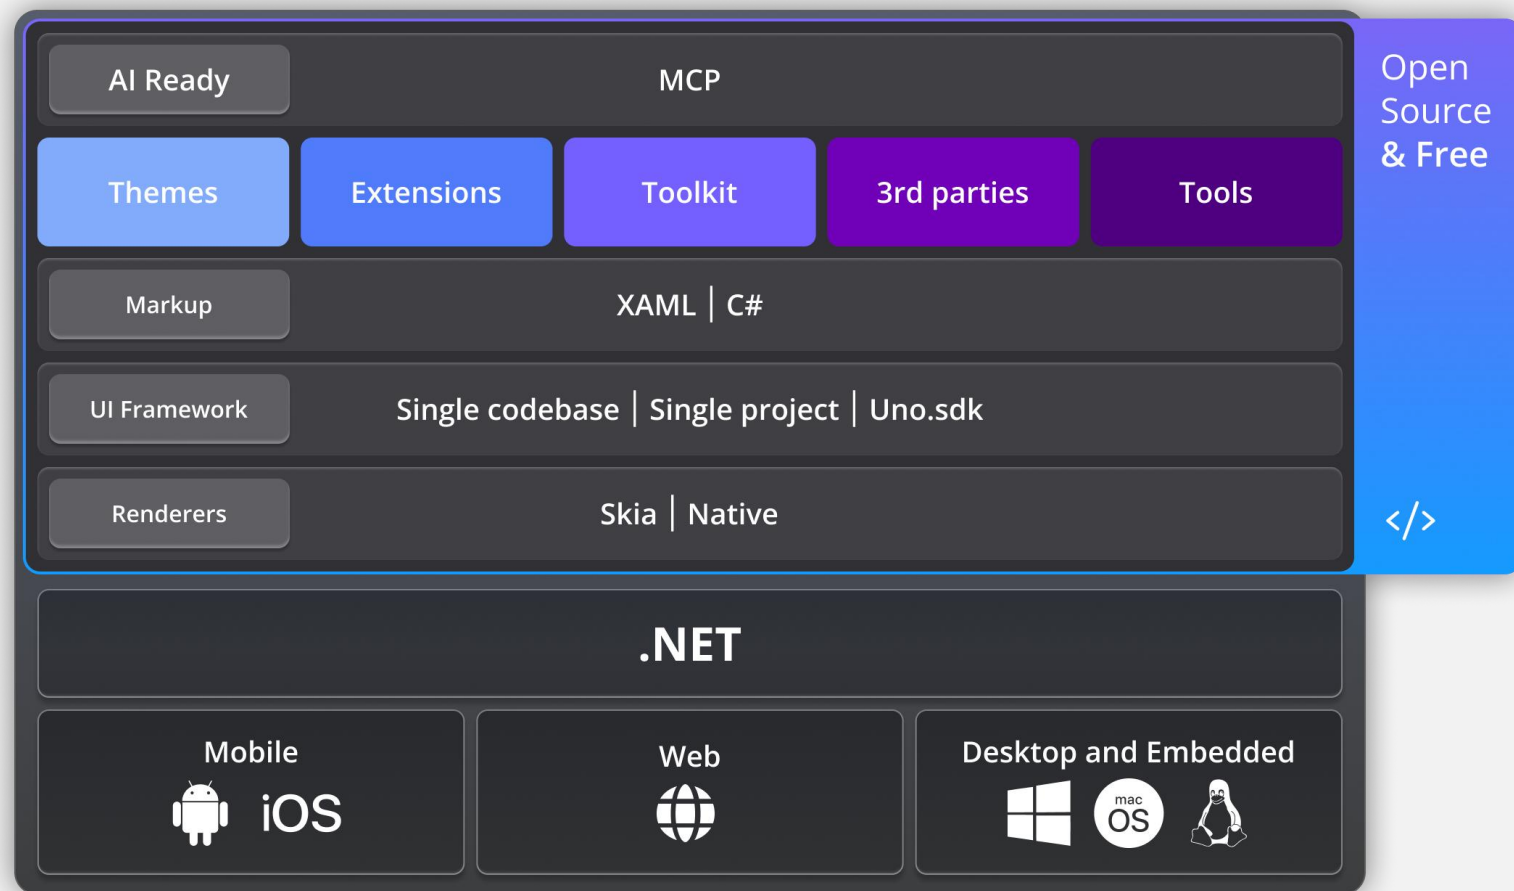 AI Ready
MCP
Open
Source
& Free
Themes
Extensions
Toolkit
3rd parties
Tools
Markup
XAML | C#
UI Framework
Single codebase | Single project | Uno.sdk
Renderers
Skia | Native
</>
.NET
Mobile
iOS
Web
Desktop and Embedded
mac
OS